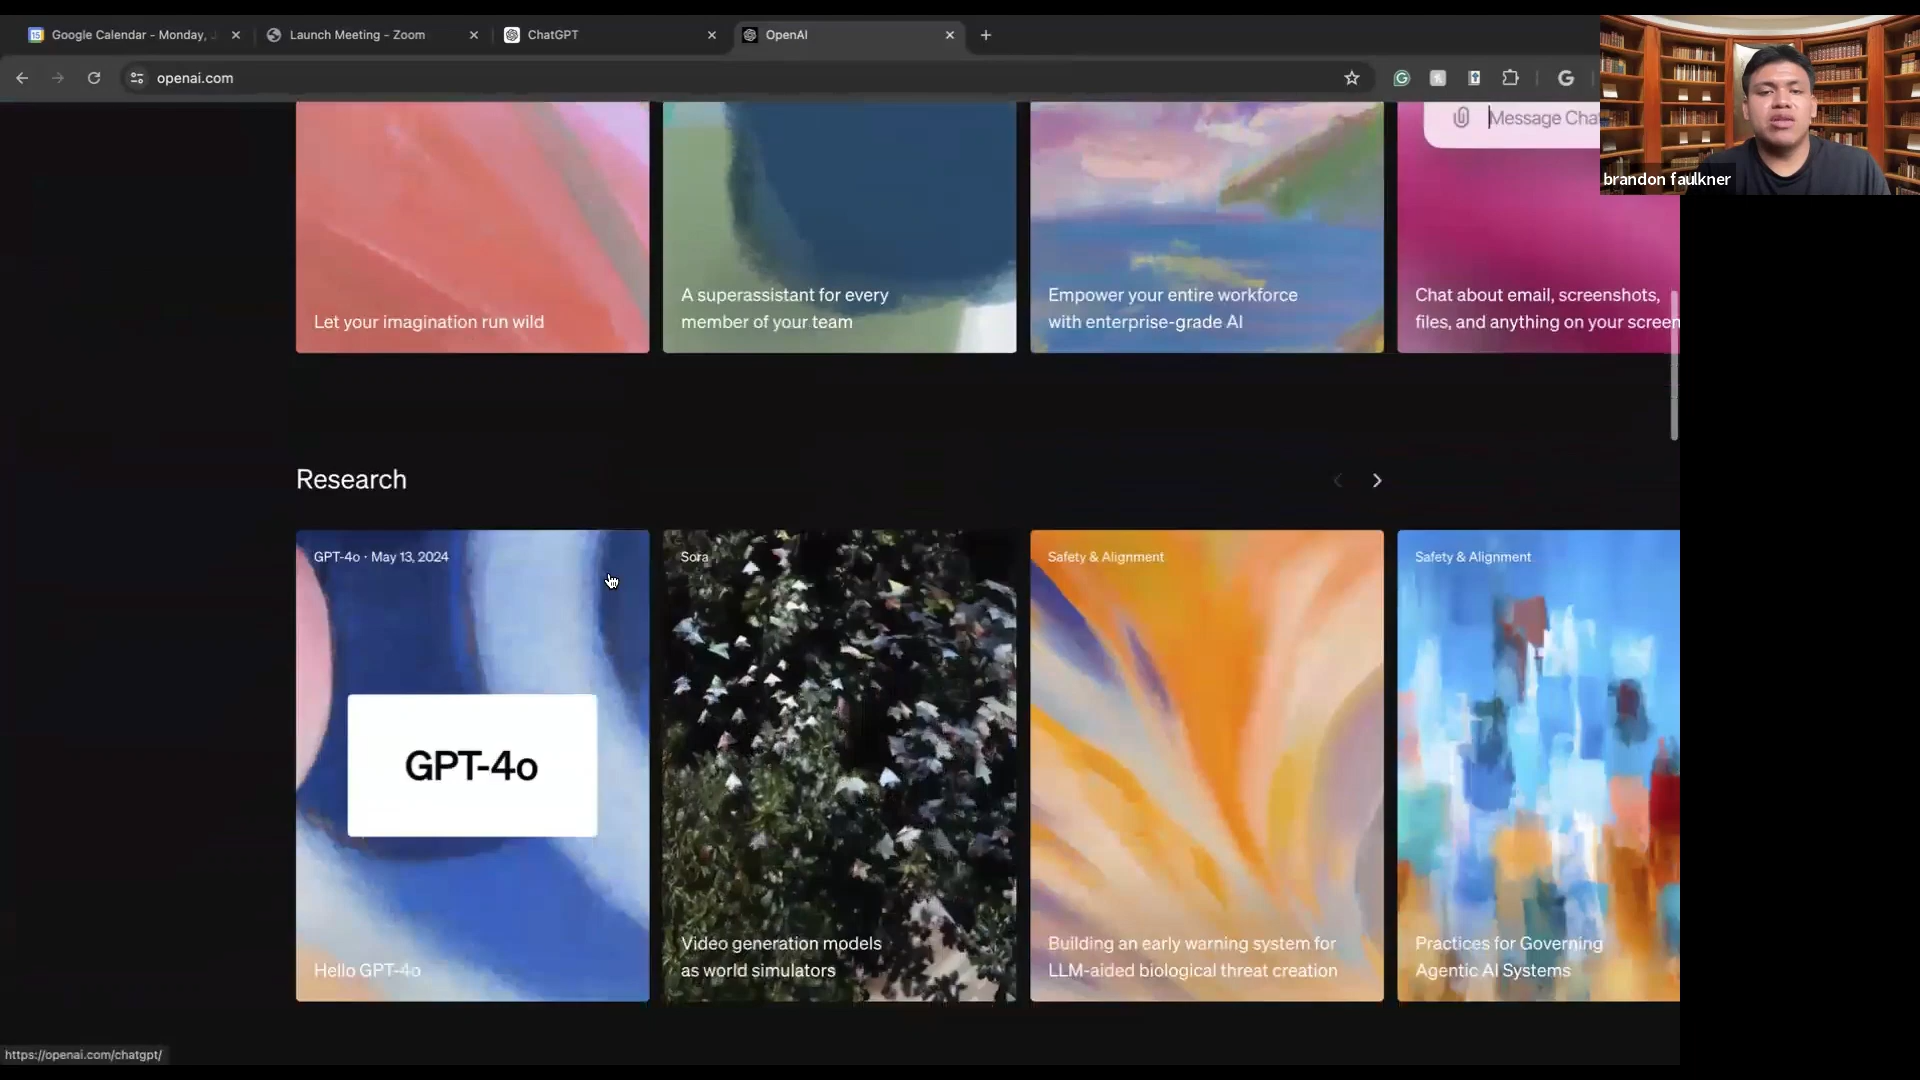 Google Calendar - Monday,
Launch Meeting - Zoom
ChatGPT
OpenAI
openai.com
Message Cha
brandon faulkner
Let your imagination run wild
A superassistant for every
member of your team
Empower your entire workforce
with enterprise-grade AI
Chat about email, screenshots,
files, and anything on your screen
Research
GPT-4o · May 13, 2024
GPT-4o
Hello GPT-4o
Sora
Video generation models
as world simulators
Safety & Alignment
Building an early warning system for
LLM-aided biological threat creation
Safety & Alignment
Practices for Governing
Agentic AI Systems
https://openai.com/chatgpt/